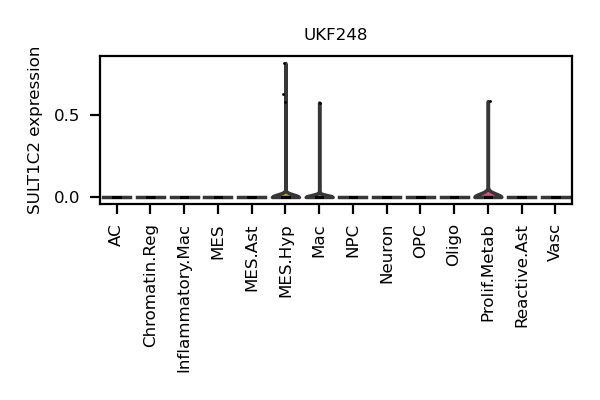 UKF248
SULT1C2 expression
0.5
0.0
AC
Chromatin.Reg
Inflammatory.Mac
MES
MES.Ast
MES.Hyp
Mac
NPC
Neuron
OPC
Oligo
Prolif.Metab
Reactive.Ast
Vasc